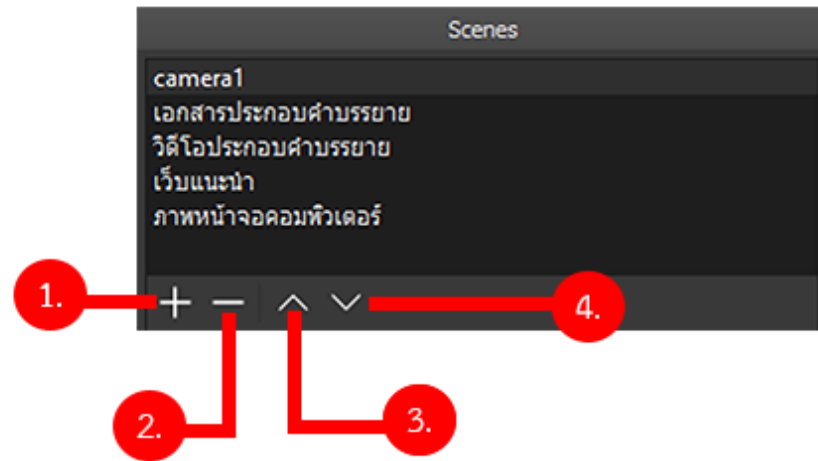 Scenes
camera1
เอกสารประกอบคำบรรยาย
วิดีโอประกอบคำบรรยาย
เว็บแนะนำ
ภาพหน้าจอคอมพิวเตอร์
1.
4.
2.
3.